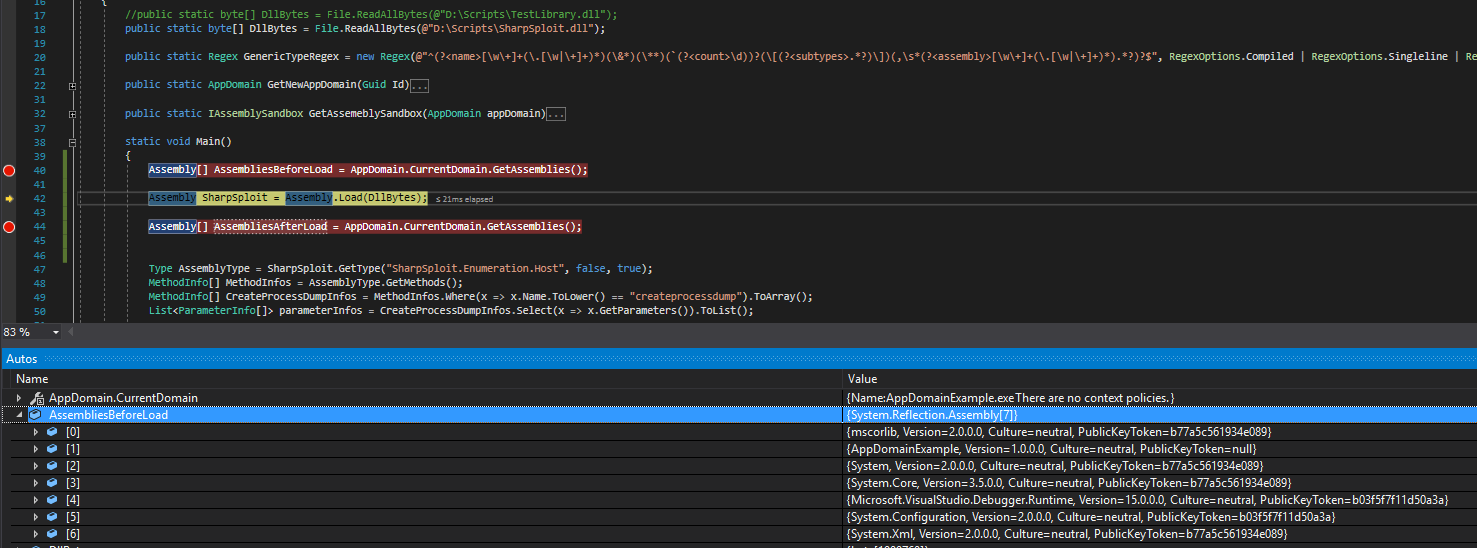 16 {
17 //public static byte[] DllBytes = File.ReadAllBytes(@"D:\Scripts\TestLibrary.dll");
18 public static byte[] DllBytes = File.ReadAllBytes(@"D:\Scripts\SharpSploit.dll");
19
20 public static Regex GenericTypeRegex = new Regex(@"^(?<name>[\w\+]+(\.[\w|\+]+)*)(\&*)(\**)(`(?<count>\d))?(\[(?<subtypes>.*?)\])(,\s*(?<assembly>[\w\+]+(\.[\w|\+]+)*).*?)?$", RegexOptions.Compiled | RegexOptions.Singleline | Re
21
22 public static AppDomain GetNewAppDomain(Guid Id)...
31
32 public static IAssemblySandbox GetAssemeblySandbox(AppDomain appDomain)...
37
38 static void Main()
39 {
40 Assembly[] AssembliesBeforeLoad = AppDomain.CurrentDomain.GetAssemblies();
41
42 Assembly SharpSploit = Assembly.Load(DllBytes); ≤ 21ms elapsed
43
44 Assembly[] AssembliesAfterLoad = AppDomain.CurrentDomain.GetAssemblies();
45
46
47 Type AssemblyType = SharpSploit.GetType("SharpSploit.Enumeration.Host", false, true);
48 MethodInfo[] MethodInfos = AssemblyType.GetMethods();
49 MethodInfo[] CreateProcessDumpInfos = MethodInfos.Where(x => x.Name.ToLower() == "createprocessdump").ToArray();
50 List<ParameterInfo[]> parameterInfos = CreateProcessDumpInfos.Select(x => x.GetParameters()).ToList();
83 %
Autos
Name Value
AppDomain.CurrentDomain {Name:AppDomainExample.exeThere are no context policies.}
AssembliesBeforeLoad {System.Reflection.Assembly[7]}
[0] {mscorlib, Version=2.0.0.0, Culture=neutral, PublicKeyToken=b77a5c561934e089}
[1] {AppDomainExample, Version=1.0.0.0, Culture=neutral, PublicKeyToken=null}
[2] {System, Version=2.0.0.0, Culture=neutral, PublicKeyToken=b77a5c561934e089}
[3] {System.Core, Version=3.5.0.0, Culture=neutral, PublicKeyToken=b77a5c561934e089}
[4] {Microsoft.VisualStudio.Debugger.Runtime, Version=15.0.0.0, Culture=neutral, PublicKeyToken=b03f5f7f11d50a3a}
[5] {System.Configuration, Version=2.0.0.0, Culture=neutral, PublicKeyToken=b03f5f7f11d50a3a}
[6] {System.Xml, Version=2.0.0.0, Culture=neutral, PublicKeyToken=b77a5c561934e089}